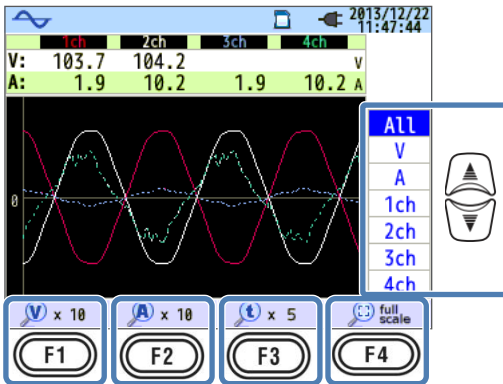 2013/12/22
11:47:44
1ch 2ch 3ch 4ch
V: 103.7 104.2 V
A: 1.9 10.2 1.9 10.2 A
0
All
V
A
1ch
2ch
3ch
4ch
V x 10 A x 10 t x 5 full scale
F1 F2 F3 F4